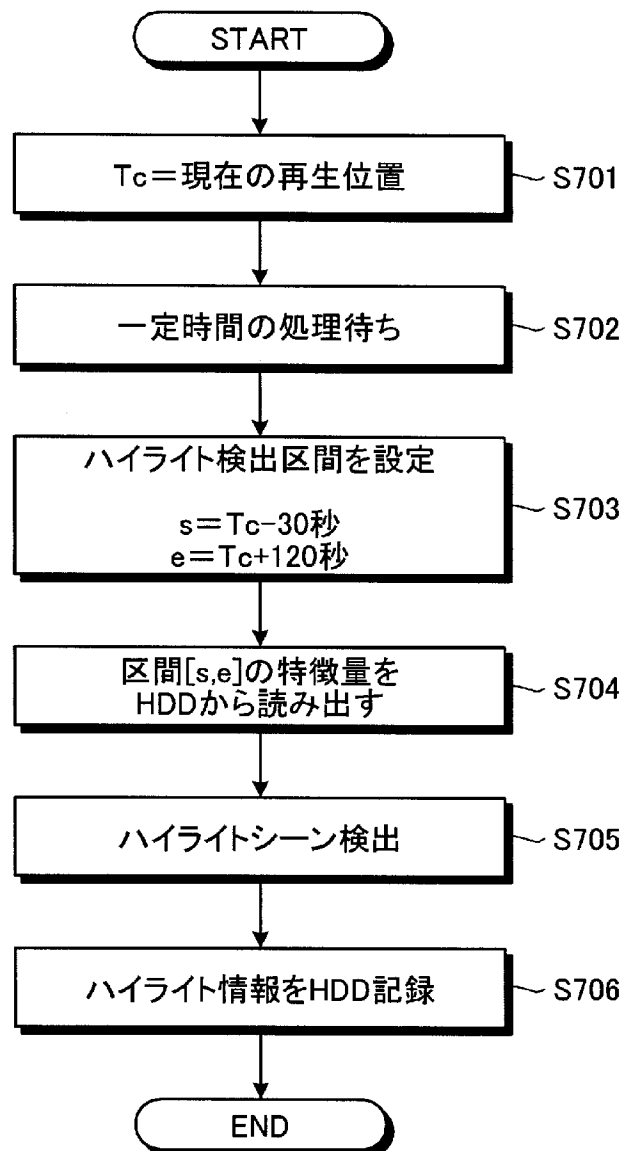 START
Tc=現在の再生位置
S701
一定時間の処理待ち
S702
ハイライト検出区間を設定
s=Tc-30秒
e=Tc+120秒
S703
区間[s,e]の特徴量を
HDDから読み出す
S704
ハイライトシーン検出
S705
ハイライト情報をHDD記録
S706
END